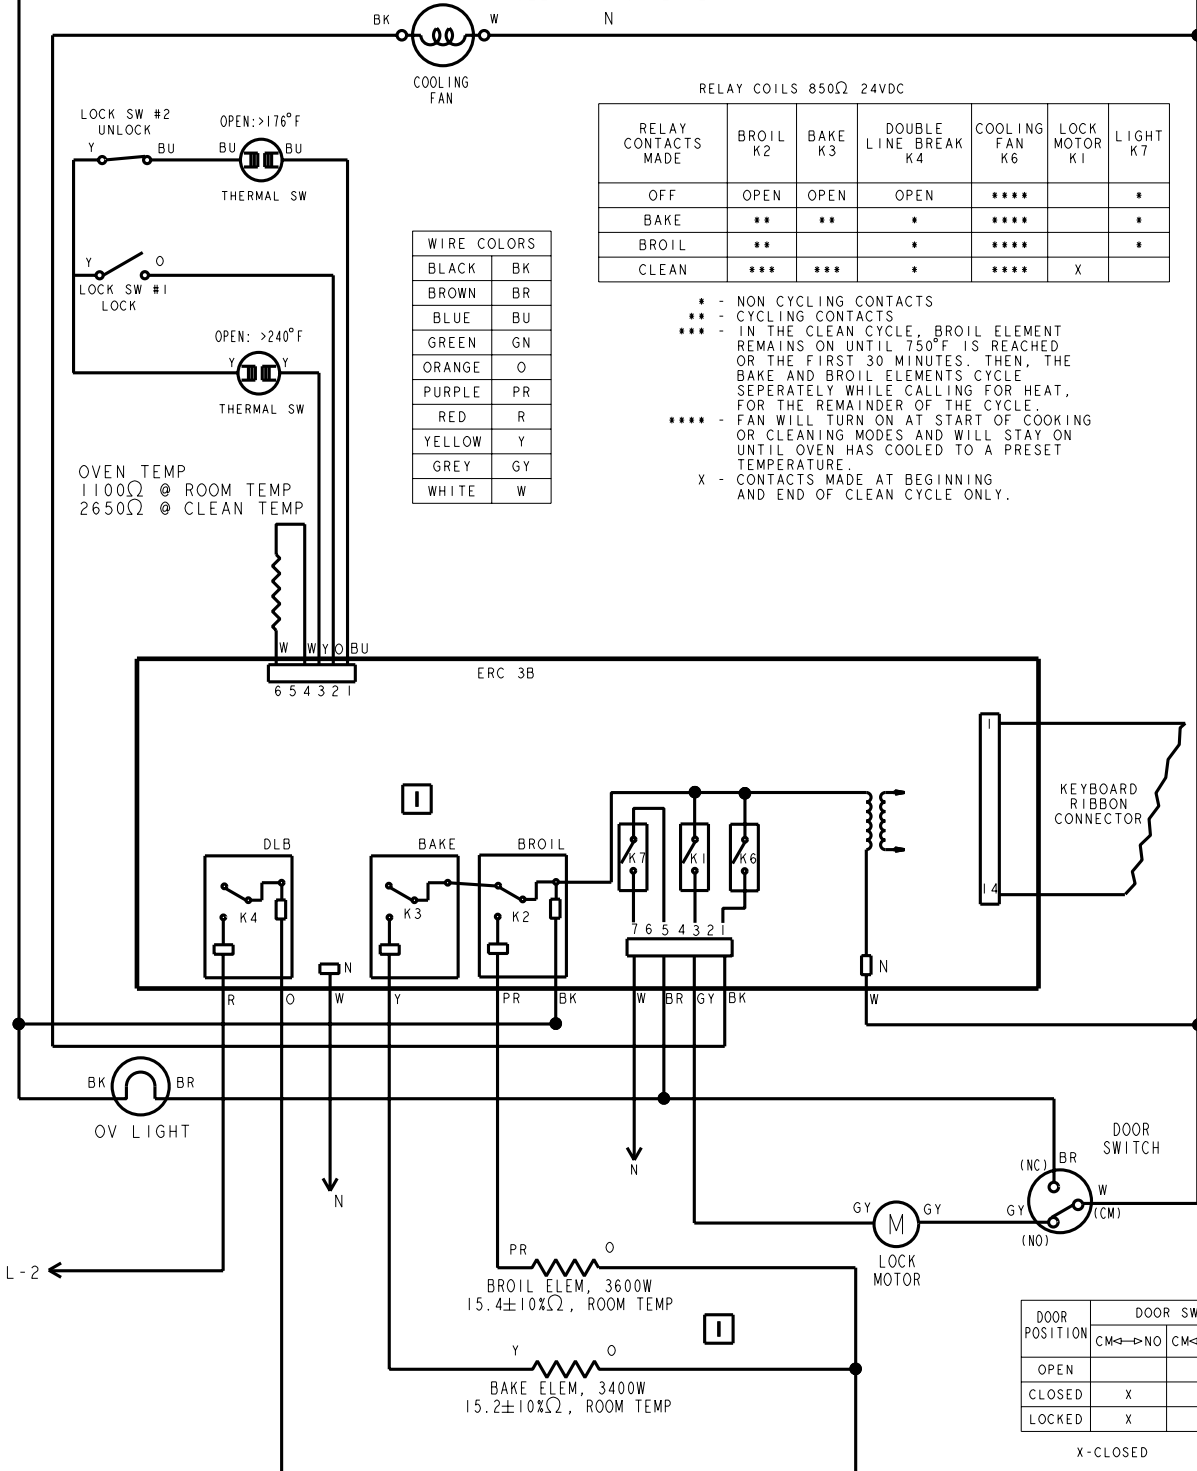 BK W N
COOLING
FAN
RELAY COILS 850Ω 24VDC
RELAY CONTACTS MADE BROIL K2 BAKE K3 DOUBLE LINE BREAK K4 COOLING FAN K6 LOCK MOTOR K1 LIGHT K7
OFF OPEN OPEN OPEN **** *
BAKE ** ** * **** *
BROIL ** * **** *
CLEAN *** *** * **** X
* - NON CYCLING CONTACTS
** - CYCLING CONTACTS
*** - IN THE CLEAN CYCLE, BROIL ELEMENT
REMAINS ON UNTIL 750°F IS REACHED
OR THE FIRST 30 MINUTES. THEN, THE
BAKE AND BROIL ELEMENTS CYCLE
SEPERATELY WHILE CALLING FOR HEAT,
FOR THE REMAINDER OF THE CYCLE.
**** - FAN WILL TURN ON AT START OF COOKING
OR CLEANING MODES AND WILL STAY ON
UNTIL OVEN HAS COOLED TO A PRESET
TEMPERATURE.
X - CONTACTS MADE AT BEGINNING
AND END OF CLEAN CYCLE ONLY.
LOCK SW #2
UNLOCK
OPEN:>176°F
Y BU BU BU
THERMAL SW
Y O
LOCK SW #1
LOCK
OPEN: >240°F
Y Y
THERMAL SW
WIRE COLORS
BLACK BK
BROWN BR
BLUE BU
GREEN GN
ORANGE O
PURPLE PR
RED R
YELLOW Y
GREY GY
WHITE W
OVEN TEMP
1100Ω @ ROOM TEMP
2650Ω @ CLEAN TEMP
W W Y O BU
6 5 4 3 2 1
ERC 3B
1
1
KEYBOARD
RIBBON
CONNECTOR
14
DLB BAKE BROIL
K7 K1 K6
K4 K3 K2
7 6 5 4 3 2 1
N N
R O W Y PR BK W BR GY BK W
BK BR
OV LIGHT
N
N
DOOR
SWITCH
(NC) BR
W
(CM)
GY GY GY
M
(NO)
LOCK
MOTOR
L-2
PR O
BROIL ELEM, 3600W
15.4±10%Ω, ROOM TEMP
1
Y O
BAKE ELEM, 3400W
15.2±10%Ω, ROOM TEMP
DOOR POSITION DOOR SW
CM◁─▷NO CM◁
OPEN
CLOSED X
LOCKED X
X-CLOSED